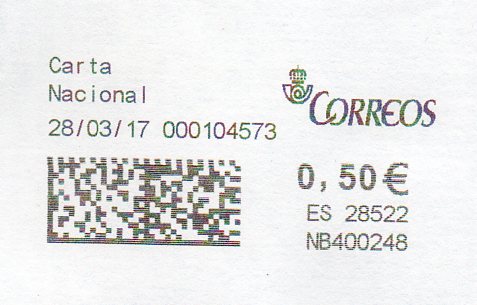 Carta
Nacional
28/03/17 000104573
CORREOS
0,50€
ES 28522
NB400248